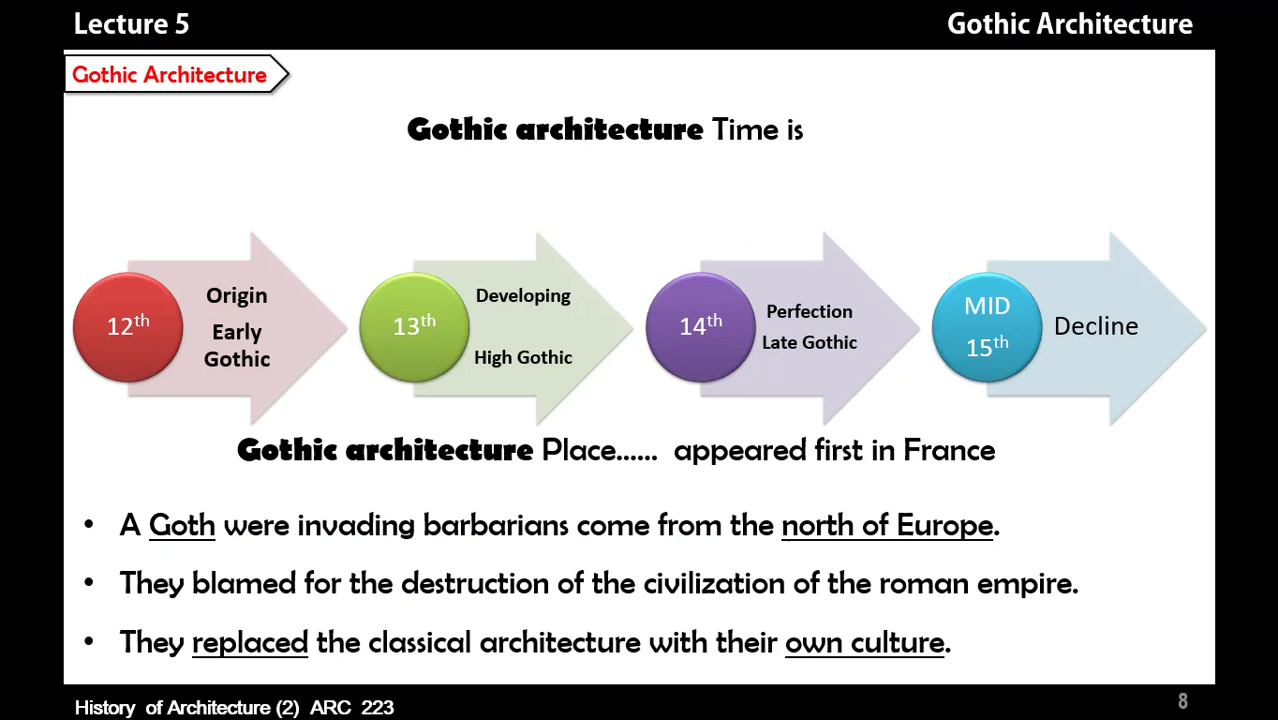 Lecture 5
Gothic Architecture
Gothic Architecture
Gothic architecture Time is
12th
Origin
Early
Gothic
13th
Developing
High Gothic
14th
Perfection
Late Gothic
MID
15th
Decline
Gothic architecture Place...... appeared first in France
• A Goth were invading barbarians come from the north of Europe.
• They blamed for the destruction of the civilization of the roman empire.
• They replaced the classical architecture with their own culture.
History of Architecture (2) ARC 223
8